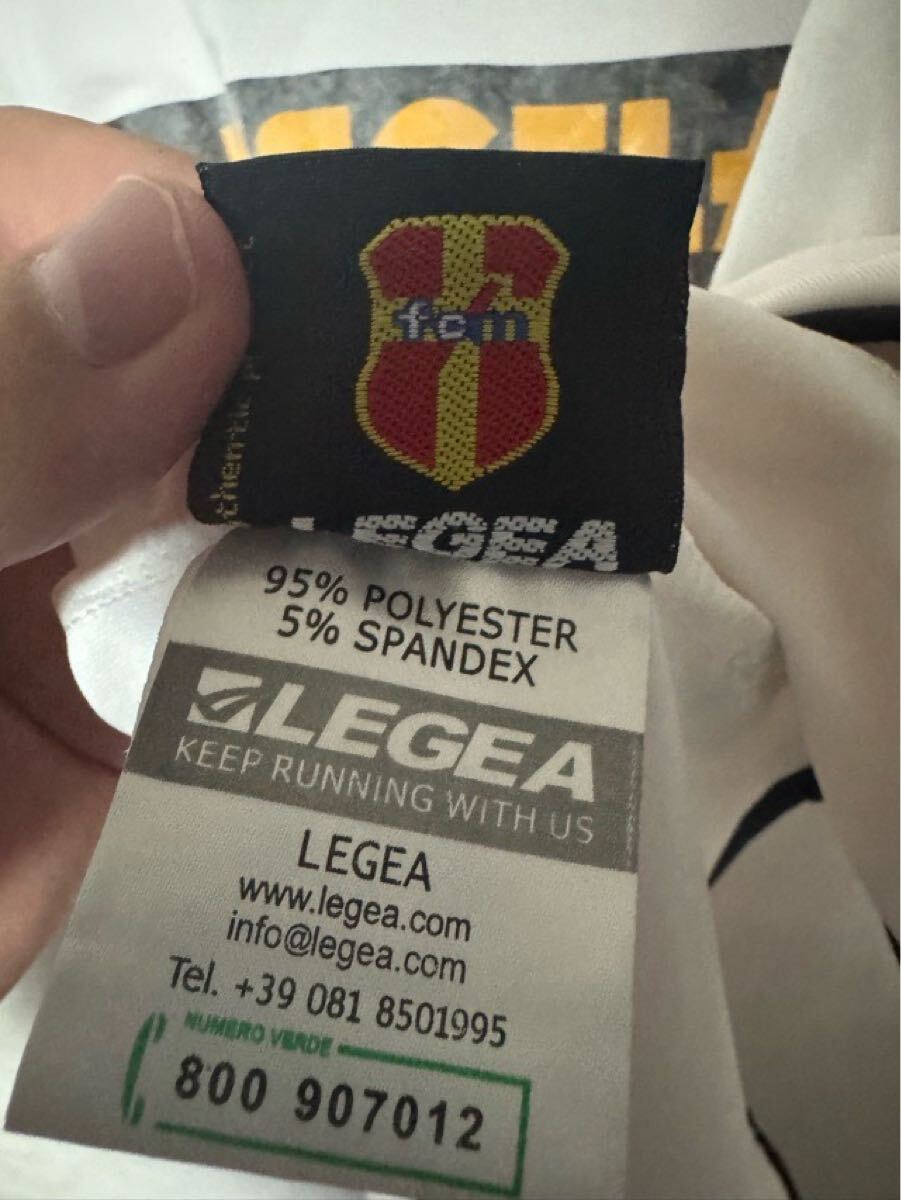 fcm
LEGEA
95% POLYESTER
5% SPANDEX
LEGEA
KEEP RUNNING WITH US
LEGEA
www.legea.com
info@legea.com
Tel. +39 081 8501995
NUMERO VERDE
800 907012